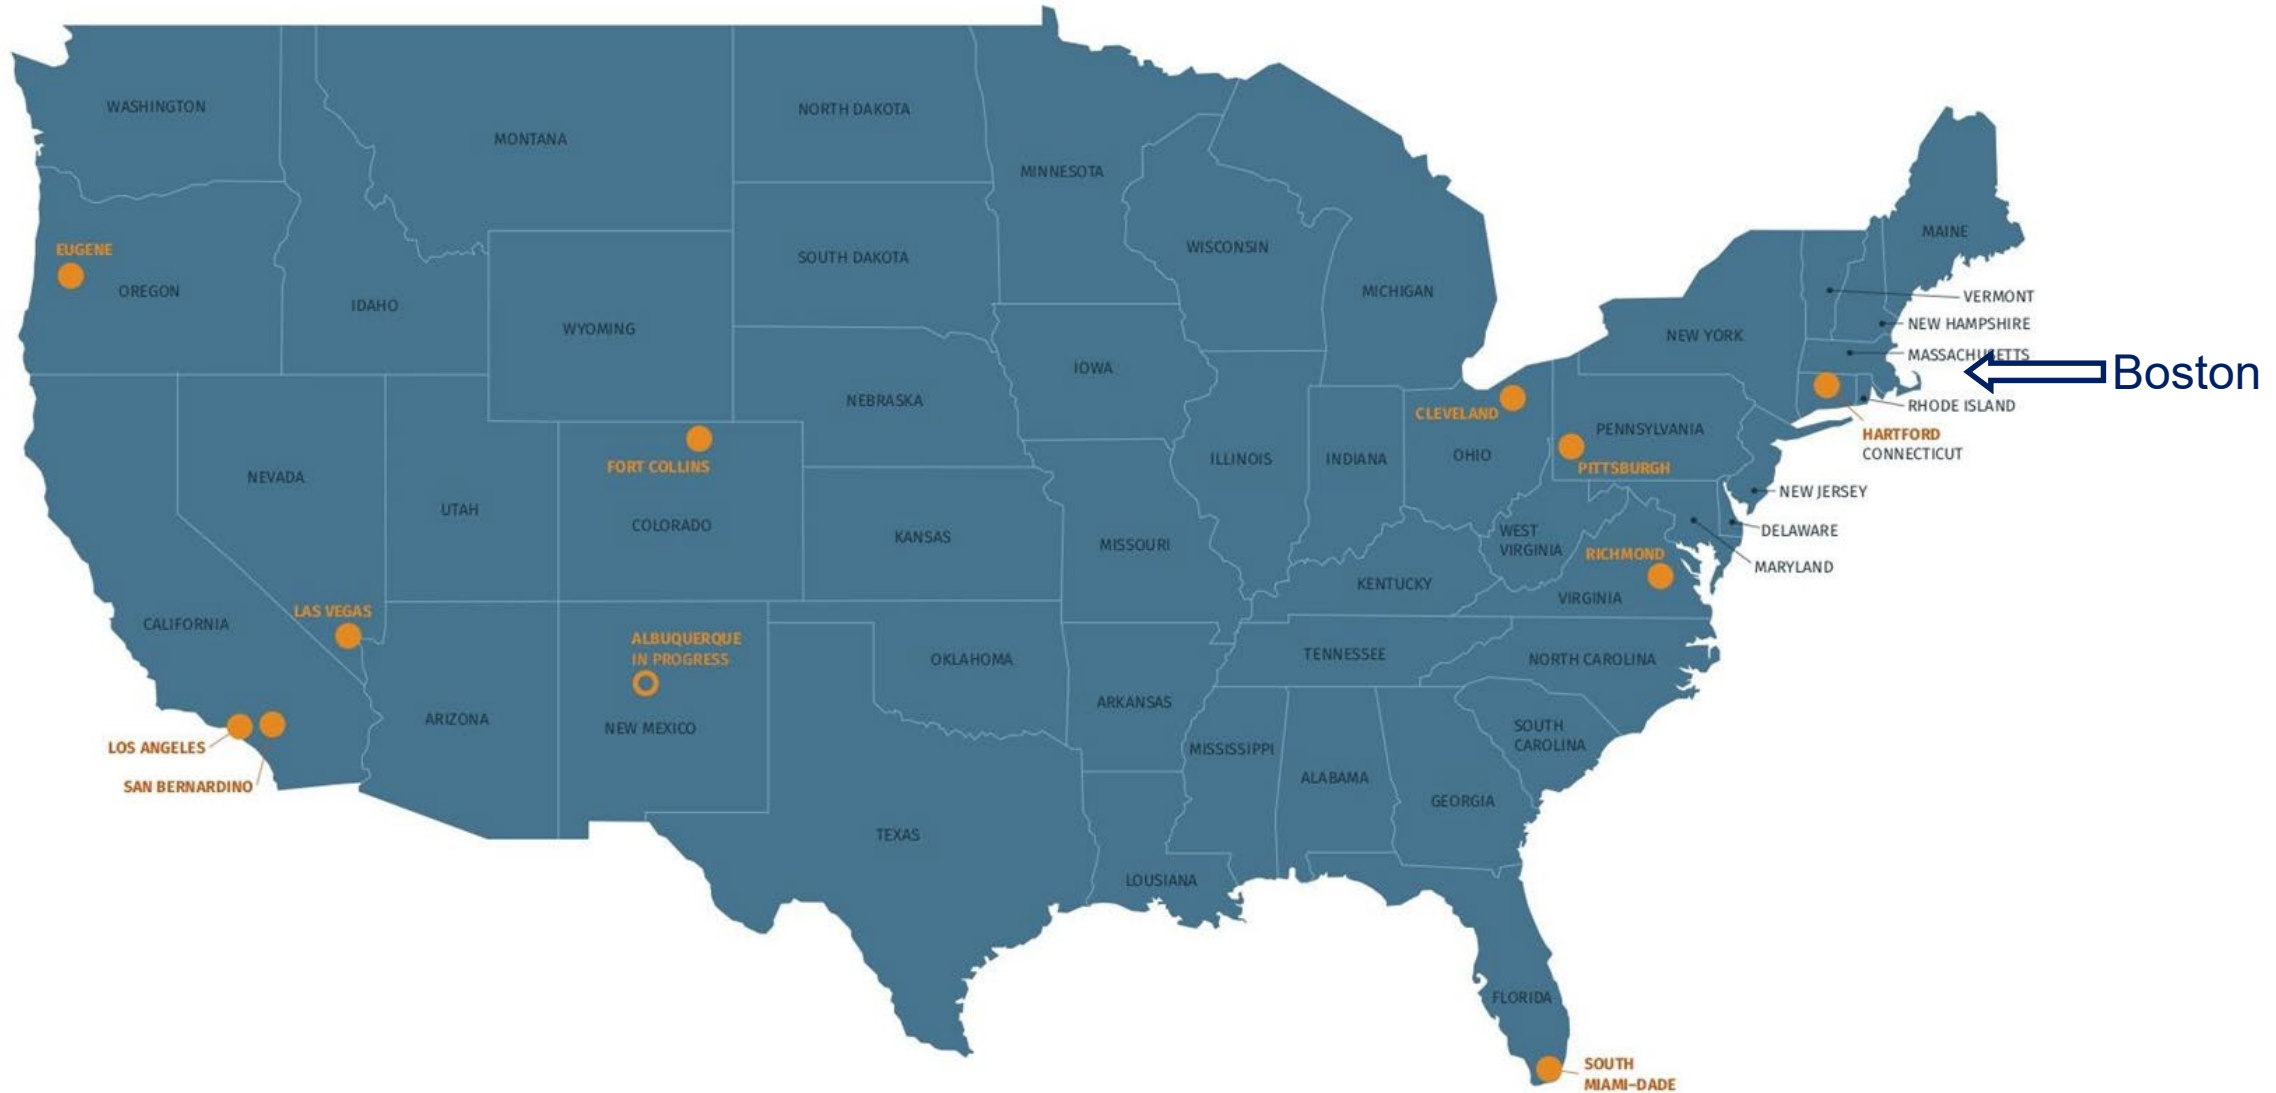 WASHINGTON
MONTANA
NORTH DAKOTA
MINNESOTA
EUGENE
OREGON
IDAHO
WYOMING
SOUTH DAKOTA
WISCONSIN
MICHIGAN
MAINE
VERMONT
NEW HAMPSHIRE
NEW YORK
MASSACHUSETTS
Boston
IOWA
NEBRASKA
CLEVELAND
RHODE ISLAND
PENNSYLVANIA
HARTFORD
CONNECTICUT
FORT COLLINS
ILLINOIS
INDIANA
OHIO
PITTSBURGH
NEVADA
UTAH
COLORADO
KANSAS
MISSOURI
NEW JERSEY
WEST
VIRGINIA
DELAWARE
RICHMOND
MARYLAND
KENTUCKY
VIRGINIA
LAS VEGAS
CALIFORNIA
ALBUQUERQUE
IN PROGRESS
OKLAHOMA
TENNESSEE
NORTH CAROLINA
ARKANSAS
ARIZONA
NEW MEXICO
SOUTH
CAROLINA
LOS ANGELES
SAN BERNARDINO
MISSISSIPPI
ALABAMA
GEORGIA
TEXAS
LOUSIANA
FLORIDA
SOUTH
MIAMI-DADE